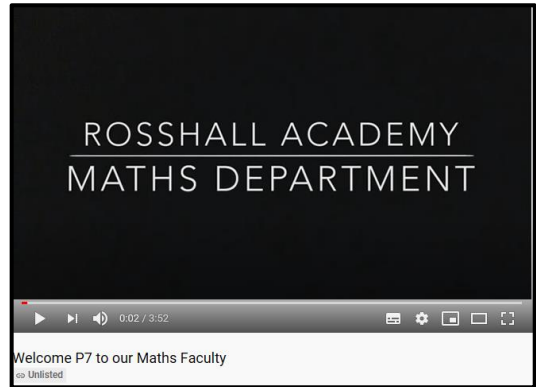 ROSSHALL ACADEMY
MATHS DEPARTMENT
0:02 / 3:52
Welcome P7 to our Maths Faculty
Unlisted